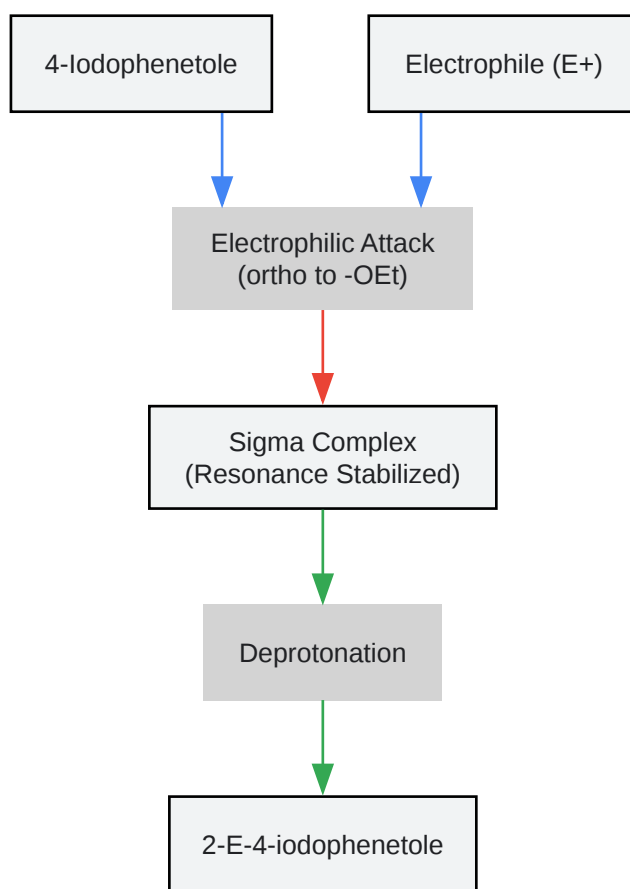 4-Iodophenetole
Electrophile (E+)
Electrophilic Attack
(ortho to -OEt)
Sigma Complex
(Resonance Stabilized)
Deprotonation
2-E-4-iodophenetole